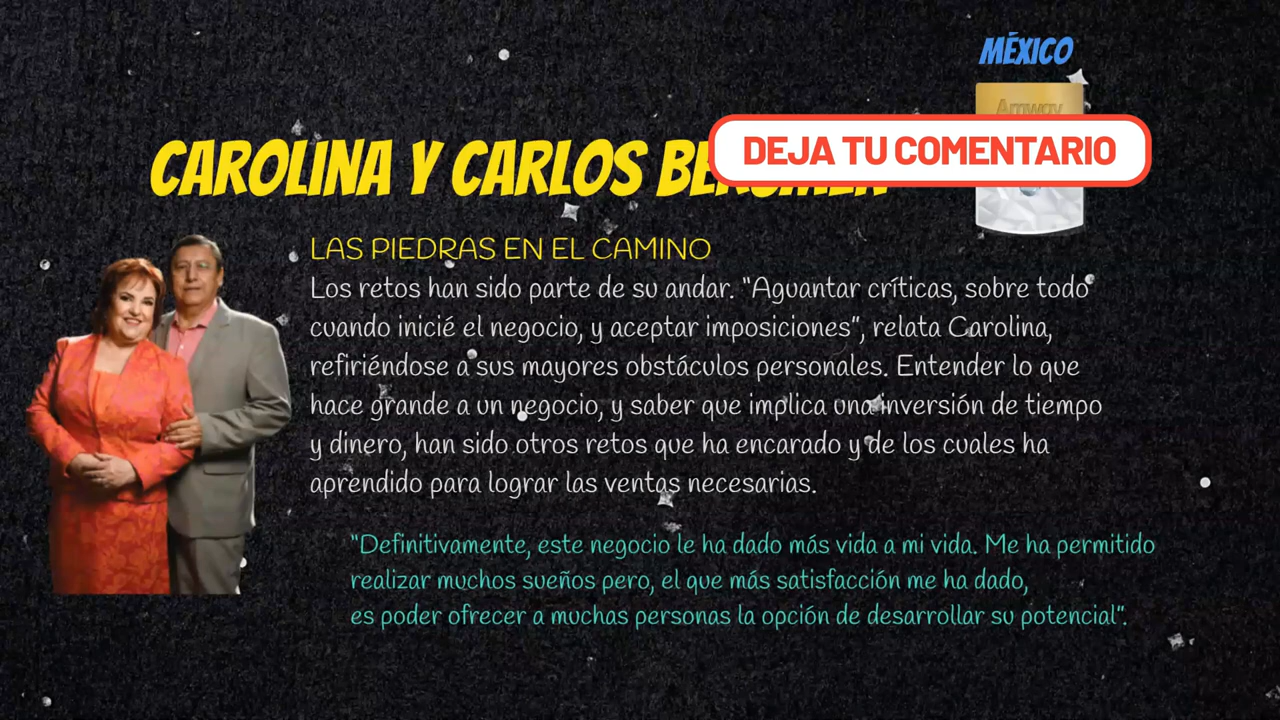 MÉXICO
Amway
DEJA TU COMENTARIO
CAROLINA Y CARLOS
LAS PIEDRAS EN EL CAMINO
Los retos han sido parte de su andar. "Aguantar críticas, sobre todo
cuando inicié el negocio, y aceptar imposiciones", relata Carolina,
refiriéndose a sus mayores obstáculos personales. Entender lo que
hace grande a un negocio, y saber que implica una inversión de tiempo
y dinero, han sido otros retos que ha encarado y de los cuales ha
aprendido para lograr las ventas necesarias.
"Definitivamente, este negocio le ha dado más vida a mi vida. Me ha permitido
realizar muchos sueños pero, el que más satisfacción me ha dado,
es poder ofrecer a muchas personas la opción de desarrollar su potencial".